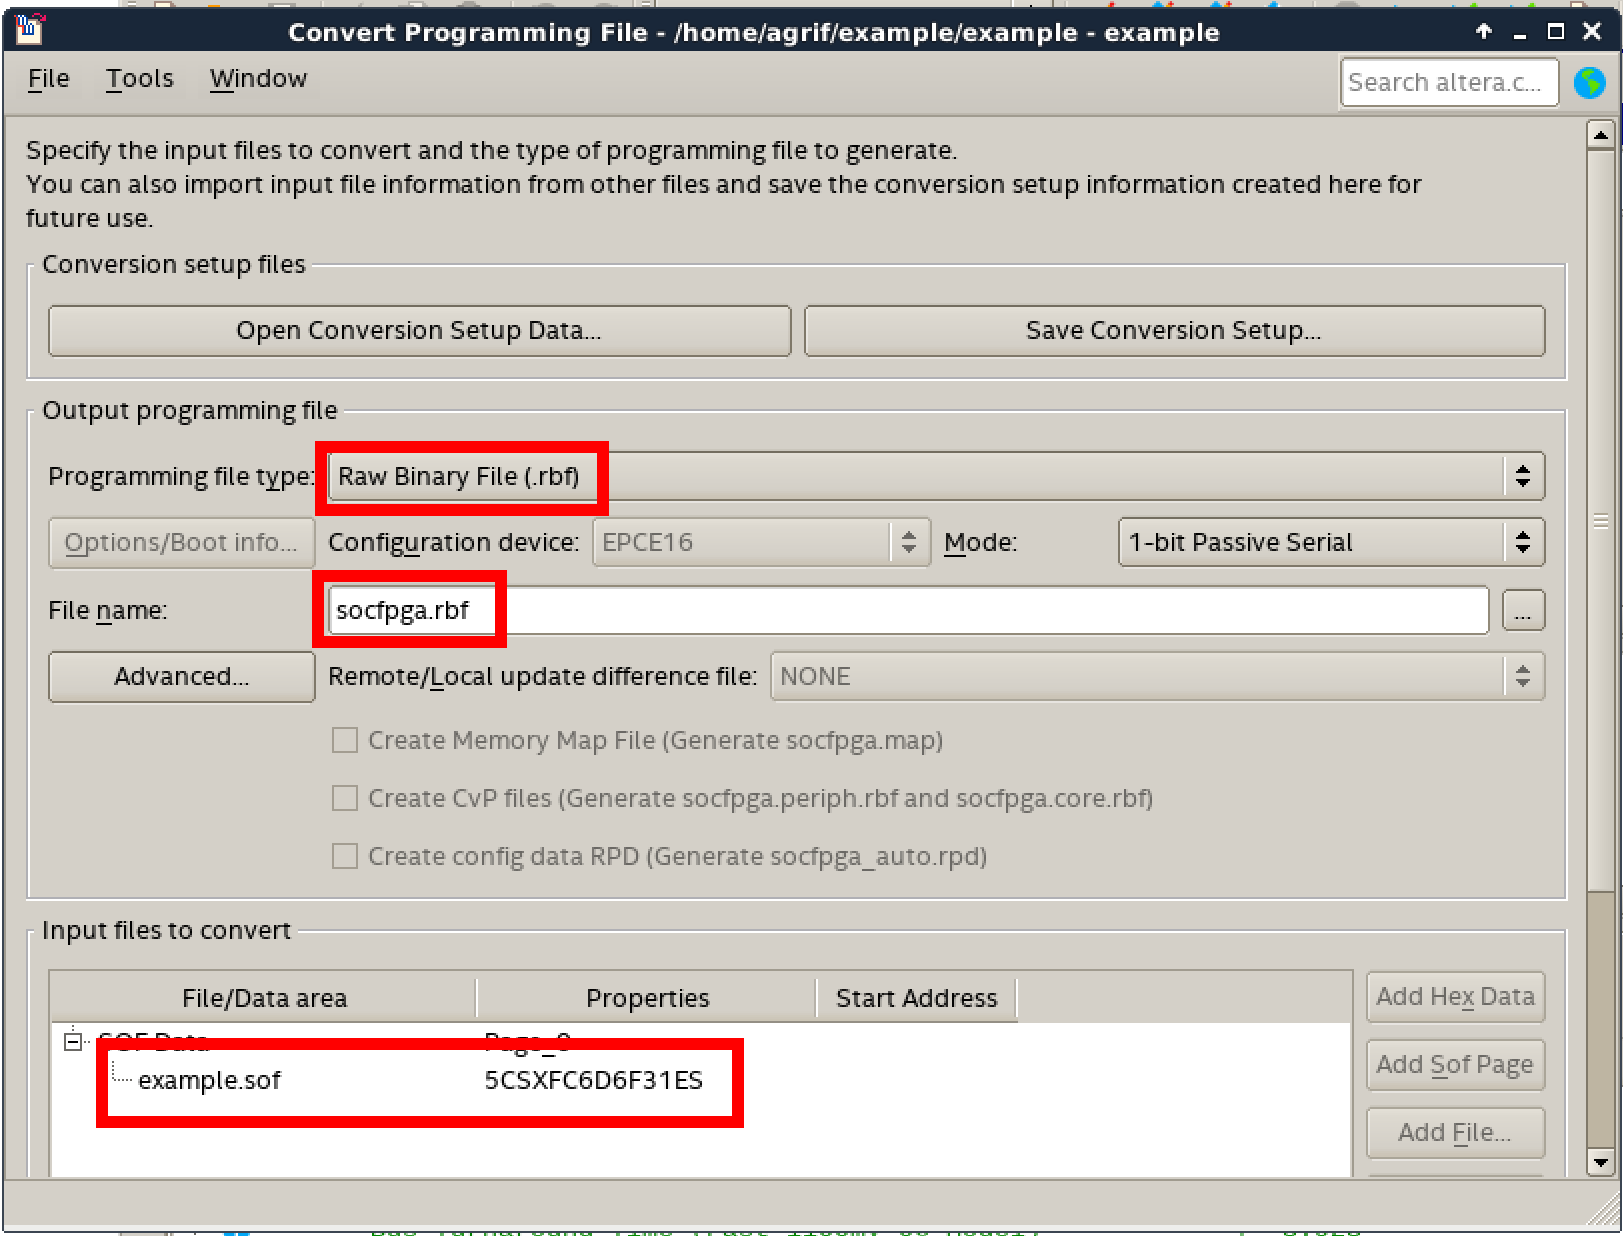 Convert Programming File - /home/agrif/example/example - example
File Tools Window Search altera.c...
Specify the input files to convert and the type of programming file to generate.
You can also import input file information from other files and save the conversion setup information created here for
future use.
Conversion setup files
Open Conversion Setup Data... Save Conversion Setup...
Output programming file
Programming file type: Raw Binary File (.rbf)
Options/Boot info... Configuration device: EPCE16 Mode: 1-bit Passive Serial
File name: socfpga.rbf ...
Advanced... Remote/Local update difference file: NONE
Create Memory Map File (Generate socfpga.map)
Create CvP files (Generate socfpga.periph.rbf and socfpga.core.rbf)
Create config data RPD (Generate socfpga_auto.rpd)
Input files to convert
File/Data area Properties Start Address Add Hex Data
SOF Data Page_0
example.sof 5CSXFC6D6F31ES Add Sof Page
Add File...